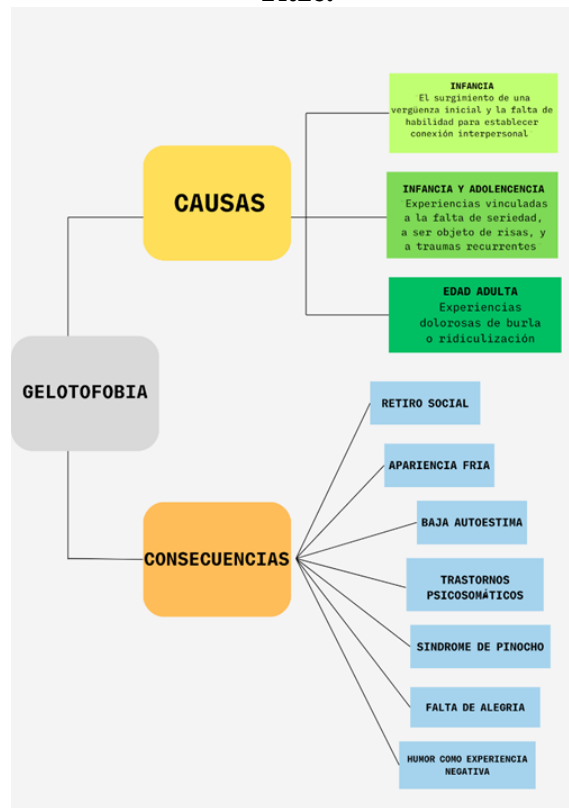 INFANCIA
El surgimiento de una
vergüenza inicial y la falta de
habilidad para establecer
conexión interpersonal
CAUSAS
INFANCIA Y ADOLENCENCIA
Experiencias vinculadas
a la falta de seriedad,
a ser objeto de risas, y
a traumas recurrentes
EDAD ADULTA
Experiencias
dolorosas de burla
o ridiculización
GELOTOFOBIA
RETIRO SOCIAL
APARIENCIA FRIA
BAJA AUTOESTIMA
CONSECUENCIAS
TRASTORNOS
PSICOSOMÁTICOS
SINDROME DE PINOCHO
FALTA DE ALEGRIA
HUMOR COMO EXPERIENCIA
NEGATIVA